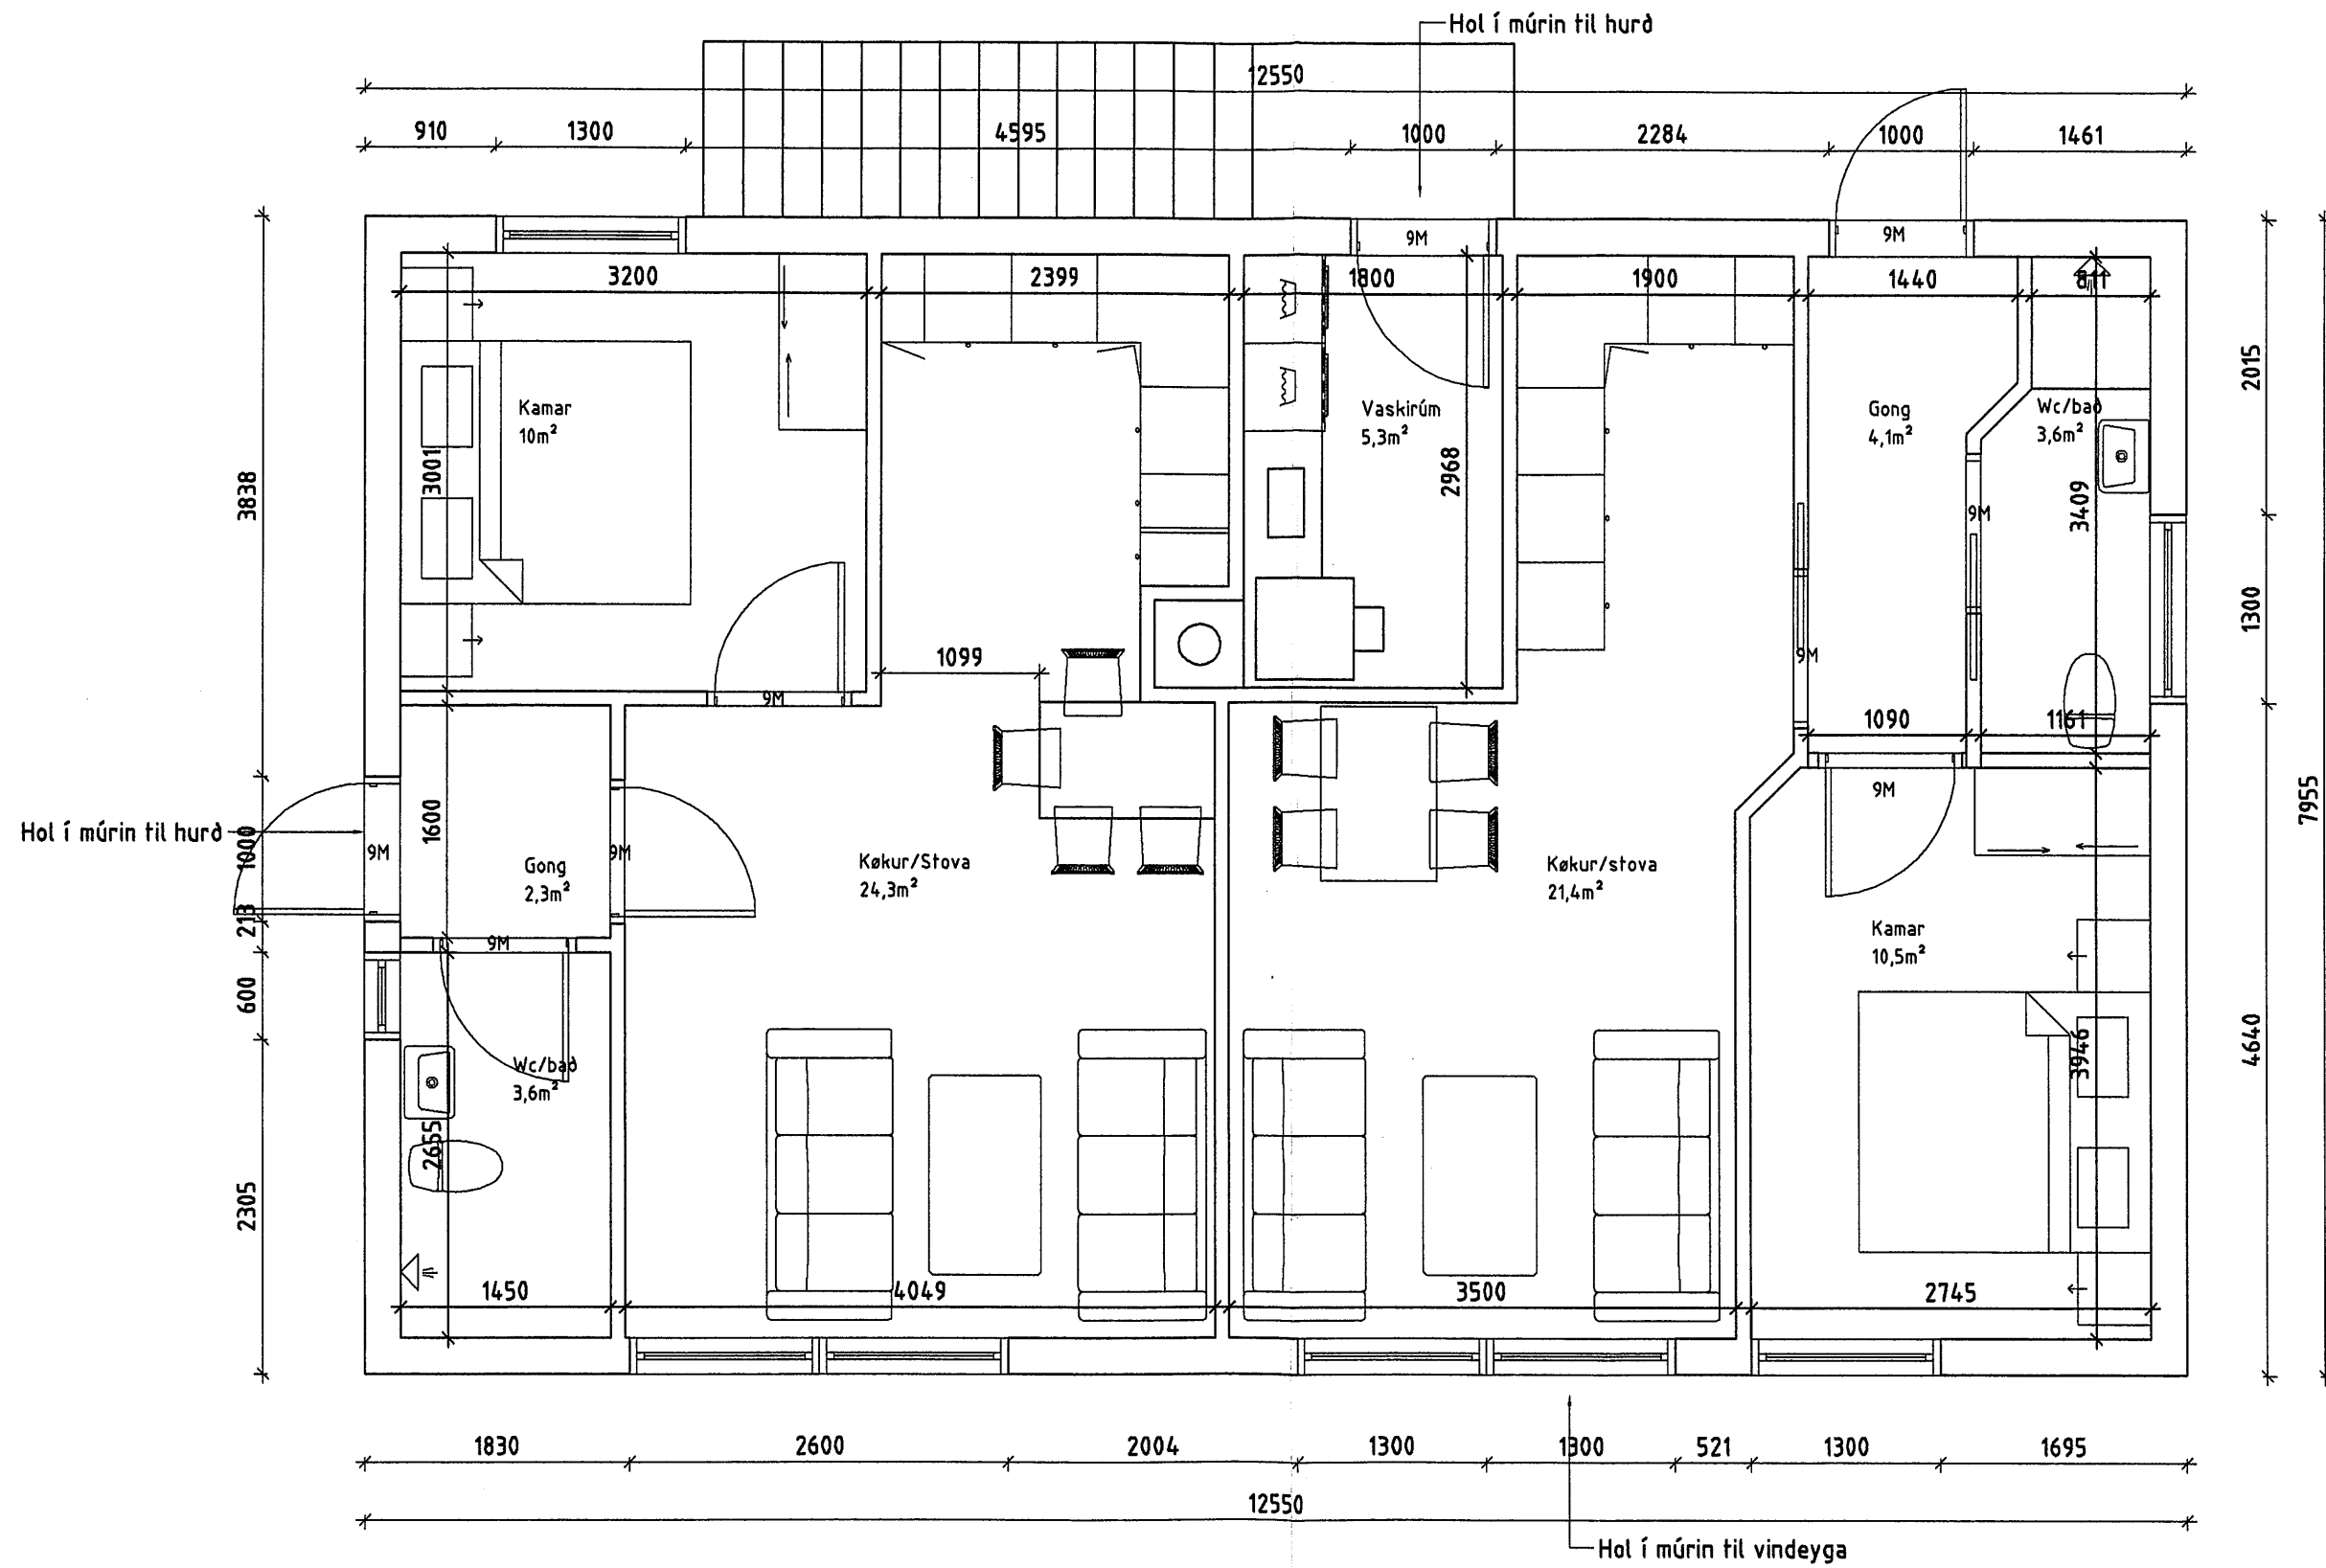 Hol í múrin til hurð
12550
910 1300 4595 1000 2284 1000 1461
9M 9M
3200 2399 1800 1900 1440 811
Kamar
10m²
Vaskirúm
5,3m²
Gong
4,1m²
Wc/bað
3,6m²
3838
3001
2968
3409
2015
1300
4640
7955
9M
9M
9M
1099
1090 1161
9M
Hol í múrin til hurð
1000
213
600
2305
9M
1600
Gong
2,3m²
9M
9M
Køkur/Stova
24,3m²
Køkur/stova
21,4m²
Kamar
10,5m²
3946
Wc/bað
3,6m²
2655
1450 4049 3500 2745
1830 2600 2004 1300 1300 521 1300 1695
12550
Hol í múrin til vindeyga